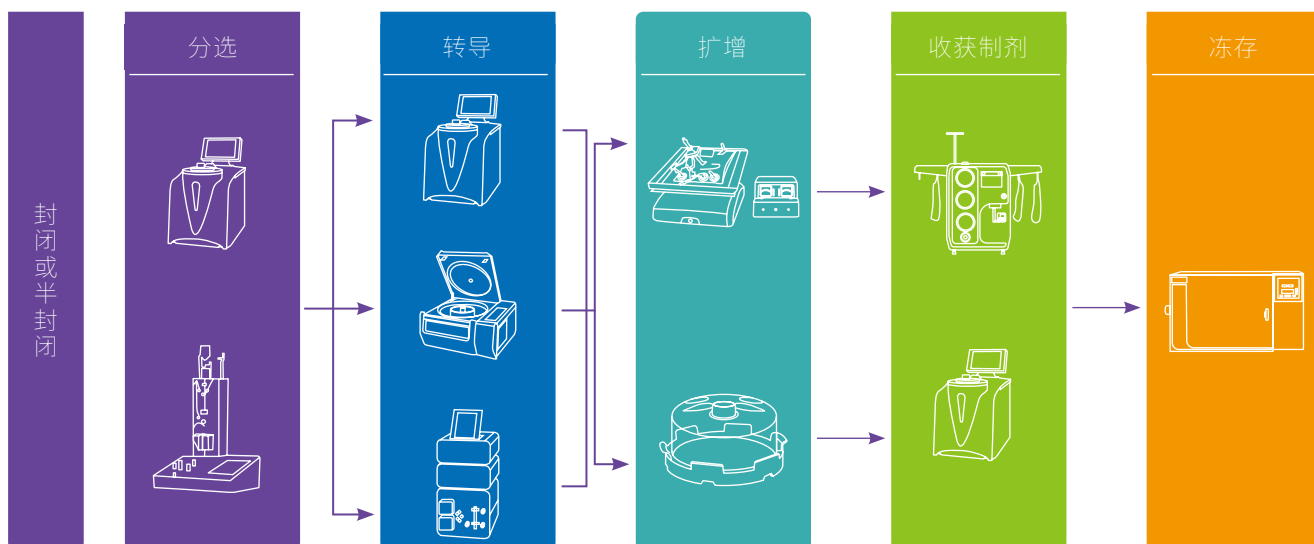 封闭或半封闭
分选
转导
扩增
收获制剂
冻存